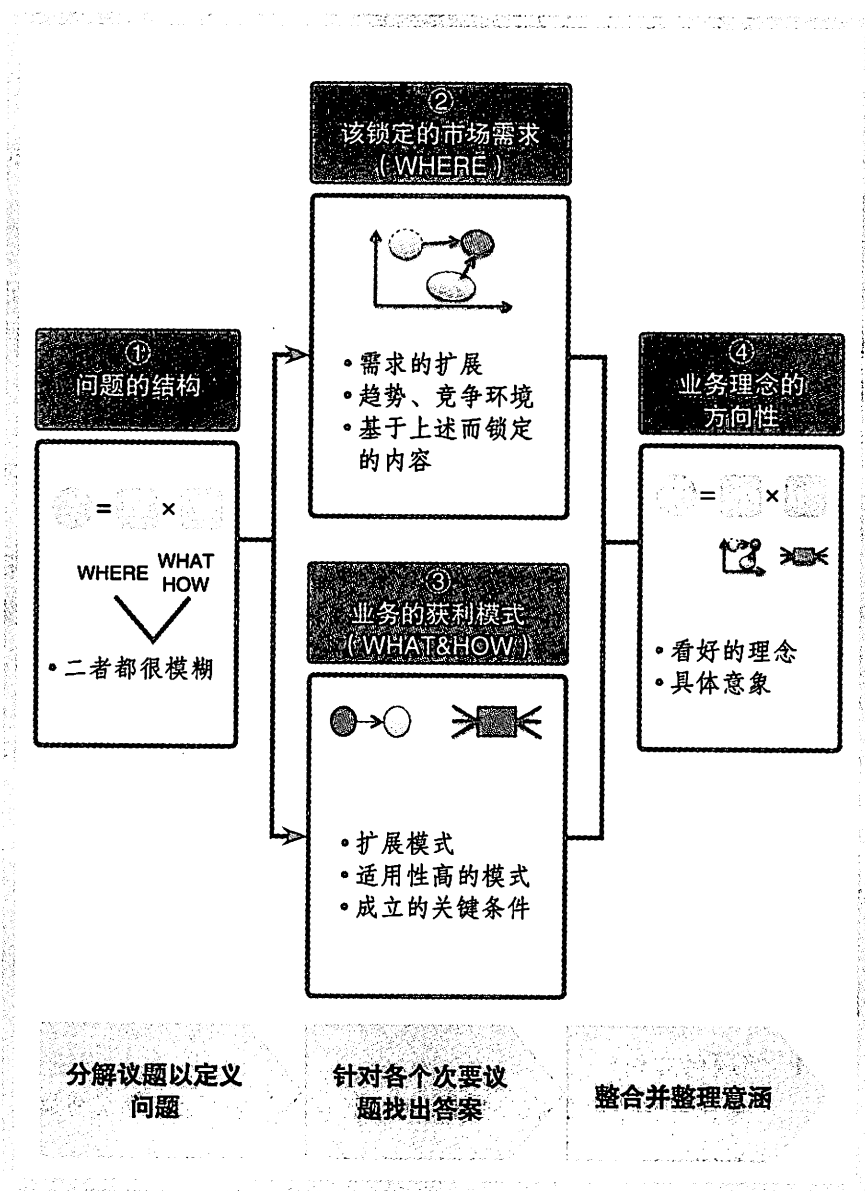 ①
问题的结构
= ×
WHERE
WHAT
HOW
•二者都很模糊
②
该锁定的市场需求
（WHERE）
•需求的扩展
•趋势、竞争环境
•基于上述而锁定
的内容
③
业务的获利模式
（WHAT&HOW）
•扩展模式
•适用性高的模式
•成立的关键条件
④
业务理念的
方向性
= ×
•看好的理念
•具体意象
分解议题以定义
问题
针对各个次要议
题找出答案
整合并整理意涵